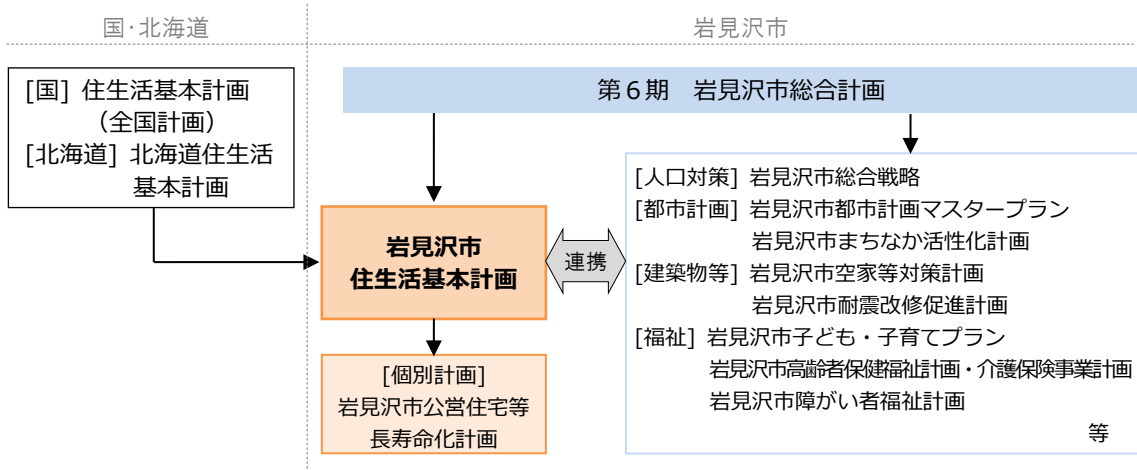 国・北海道
岩見沢市
[国] 住生活基本計画
（全国計画）
[北海道] 北海道住生活
基本計画
第６期　岩見沢市総合計画
岩見沢市
住生活基本計画
連携
[個別計画]
岩見沢市公営住宅等
長寿命化計画
[人口対策] 岩見沢市総合戦略
[都市計画] 岩見沢市都市計画マスタープラン
岩見沢市まちなか活性化計画
[建築物等] 岩見沢市空家等対策計画
岩見沢市耐震改修促進計画
[福祉] 岩見沢市子ども・子育てプラン
岩見沢市高齢者保健福祉計画・介護保険事業計画
岩見沢市障がい者福祉計画
等